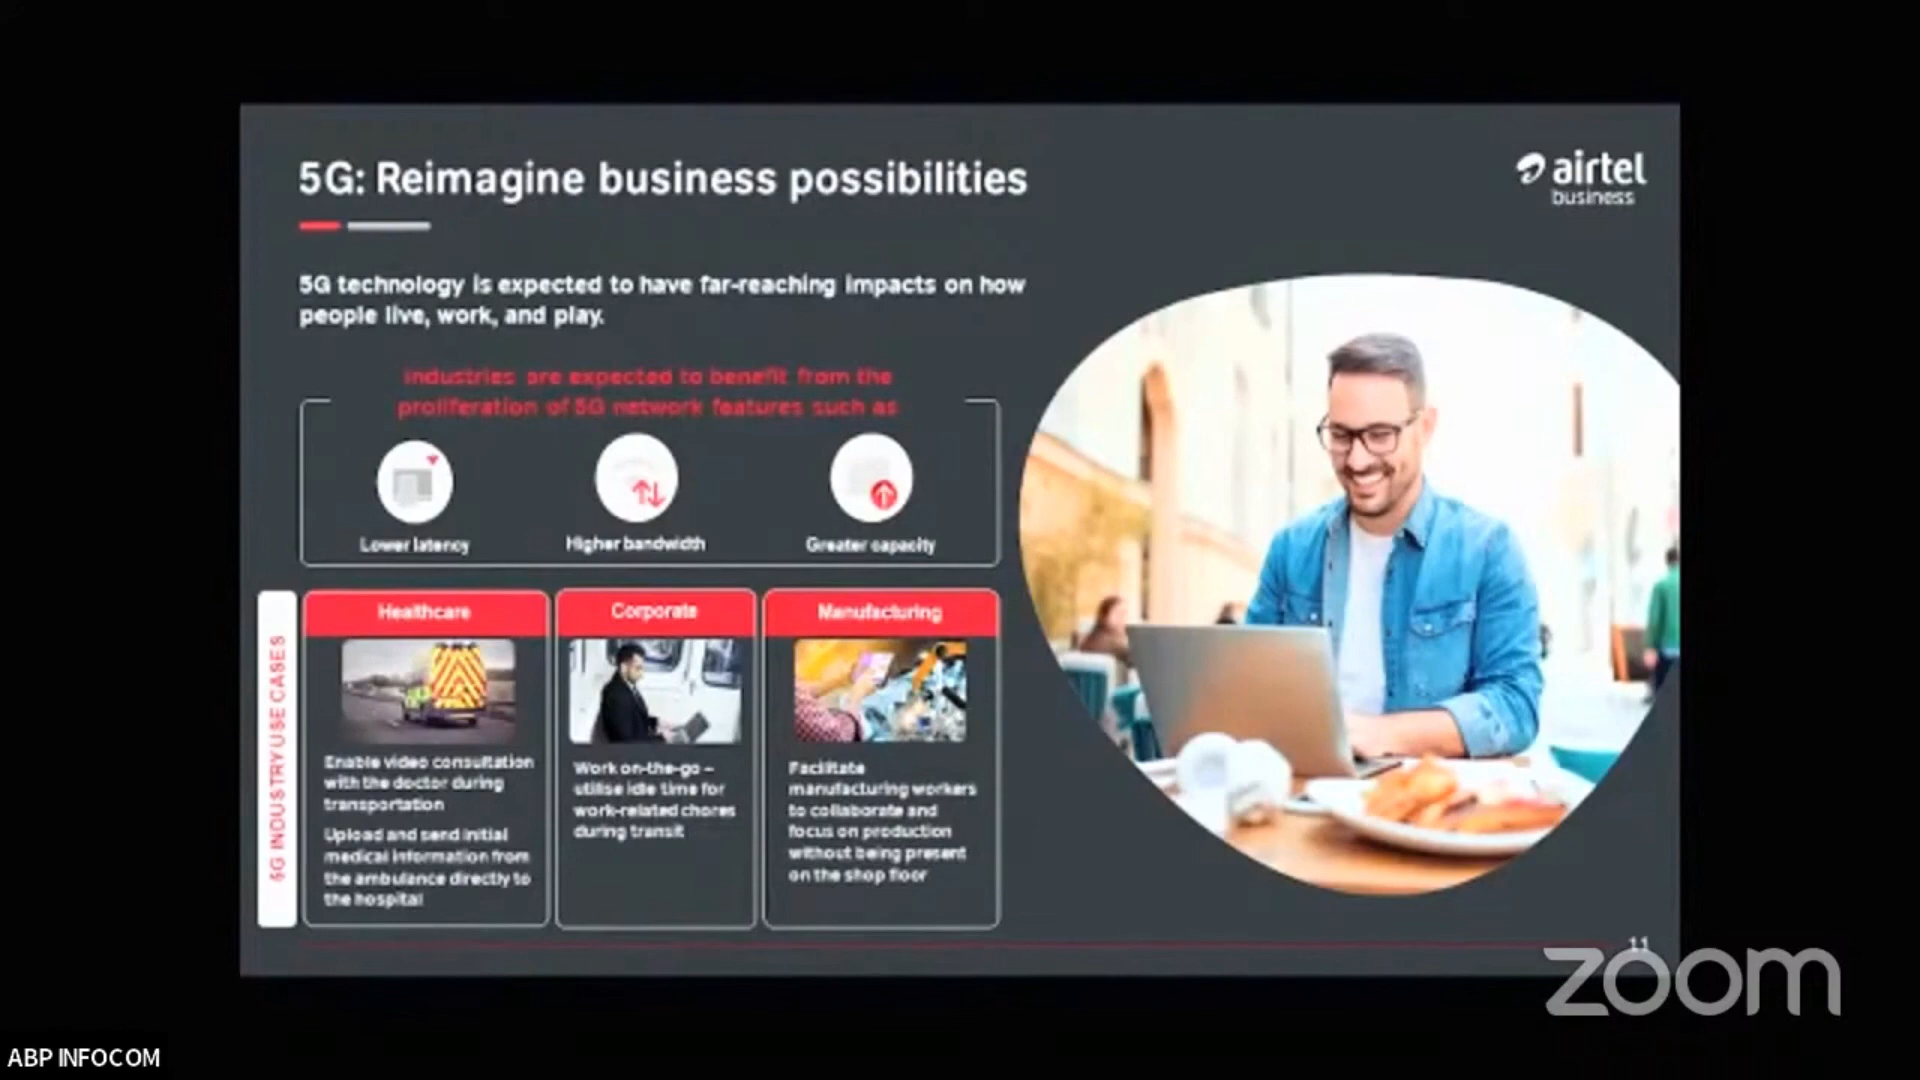 5G: Reimagine business possibilities
airtel
business
5G technology is expected to have far-reaching impacts on how
people live, work, and play.
Industries are expected to benefit from the
proliferation of 5G network features such as
Lower latency
Higher bandwidth
Greater capacity
5G INDUSTRY USE CASES
Healthcare
Enable video consultation
with the doctor during
transportation
Upload and send initial
medical information from
the ambulance directly to
the hospital
Corporate
Work on-the-go –
utilise idle time for
work-related chores
during transit
Manufacturing
Facilitate
manufacturing workers
to collaborate and
focus on production
without being present
on the shop floor
11
zoom
ABP INFOCOM